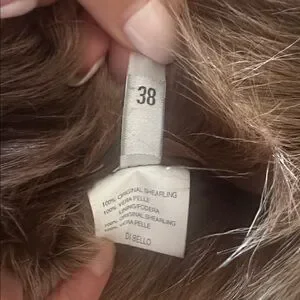 38
100% ORIGINAL SHEARLING
100% VERA PELLE
LINING/FODERA
100% ORIGINAL SHEARLING
100% VERA PELLE
DI BELLO